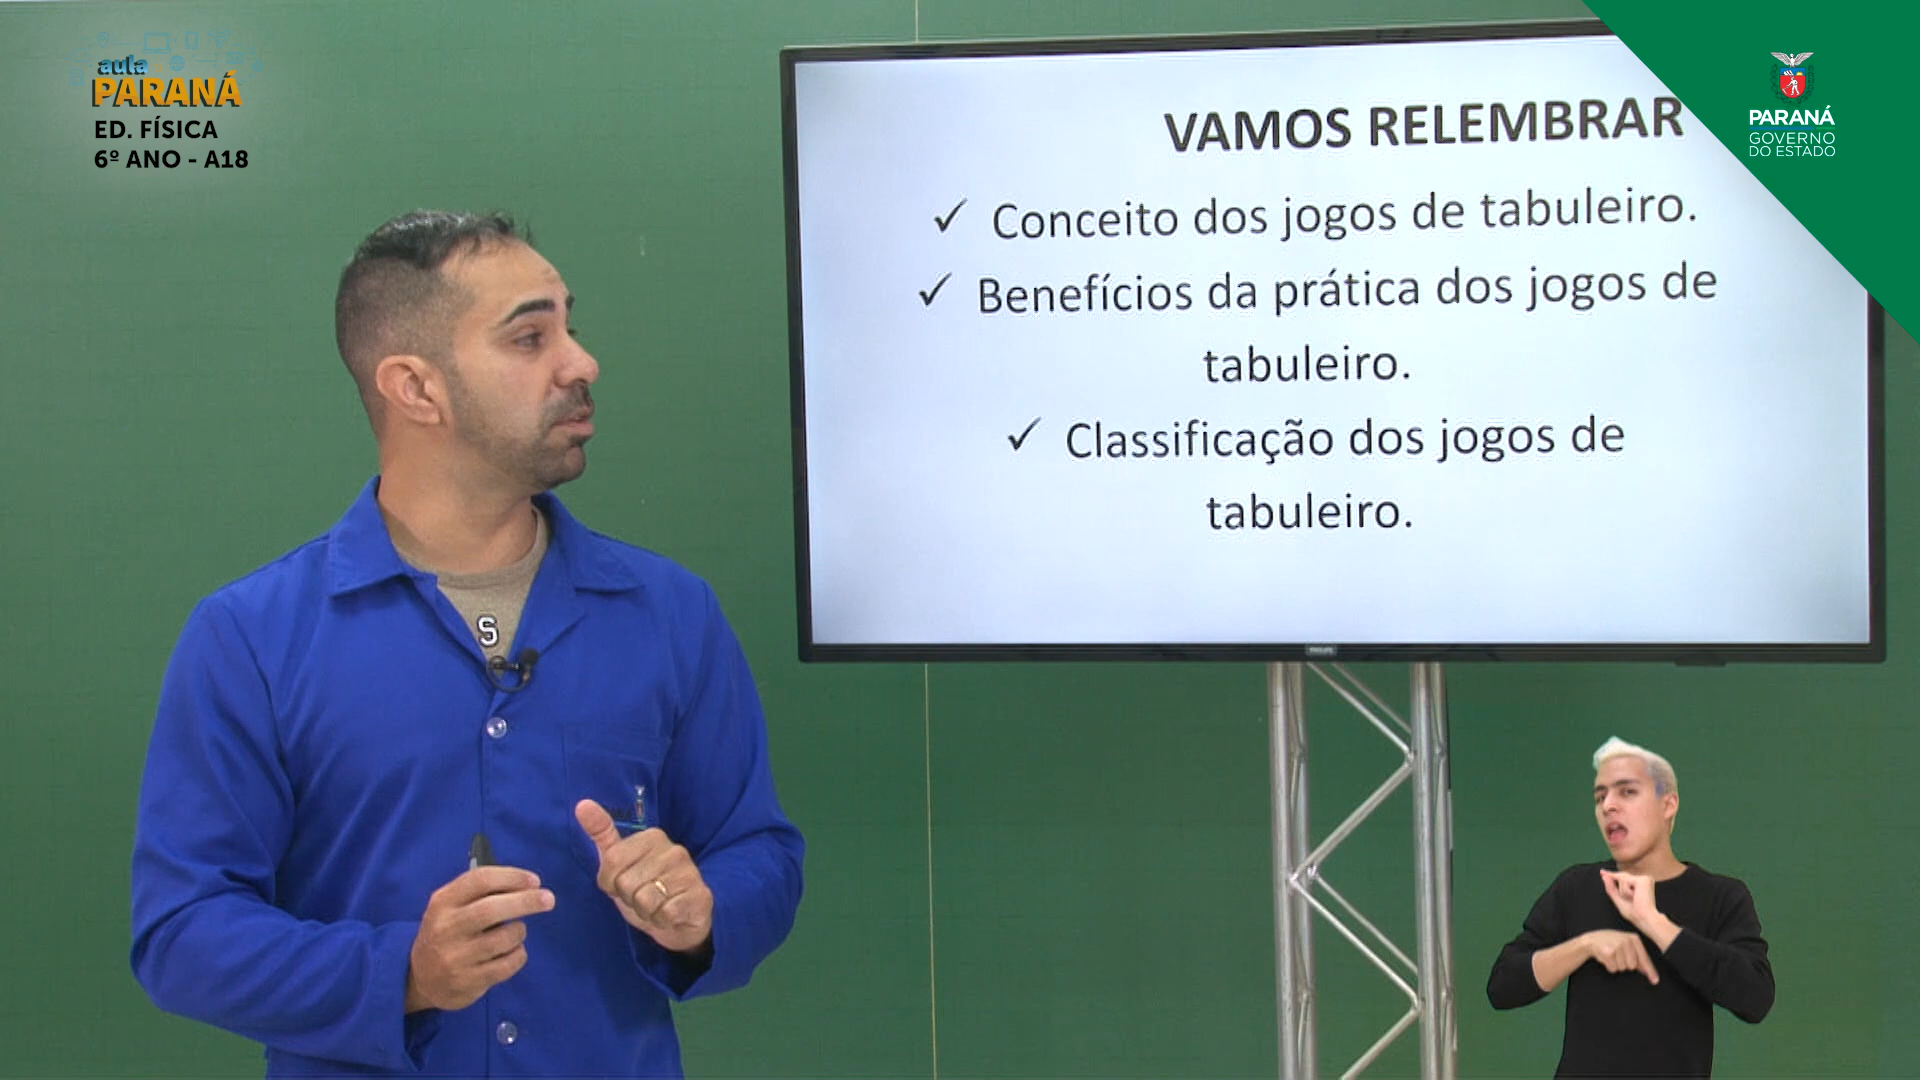 aula
PARANÁ
ED. FÍSICA
6º ANO - A18
VAMOS RELEMBRAR
✓ Conceito dos jogos de tabuleiro.
✓ Benefícios da prática dos jogos de
tabuleiro.
✓ Classificação dos jogos de
tabuleiro.
PARANÁ
GOVERNO
DO ESTADO
S
PHILIPS